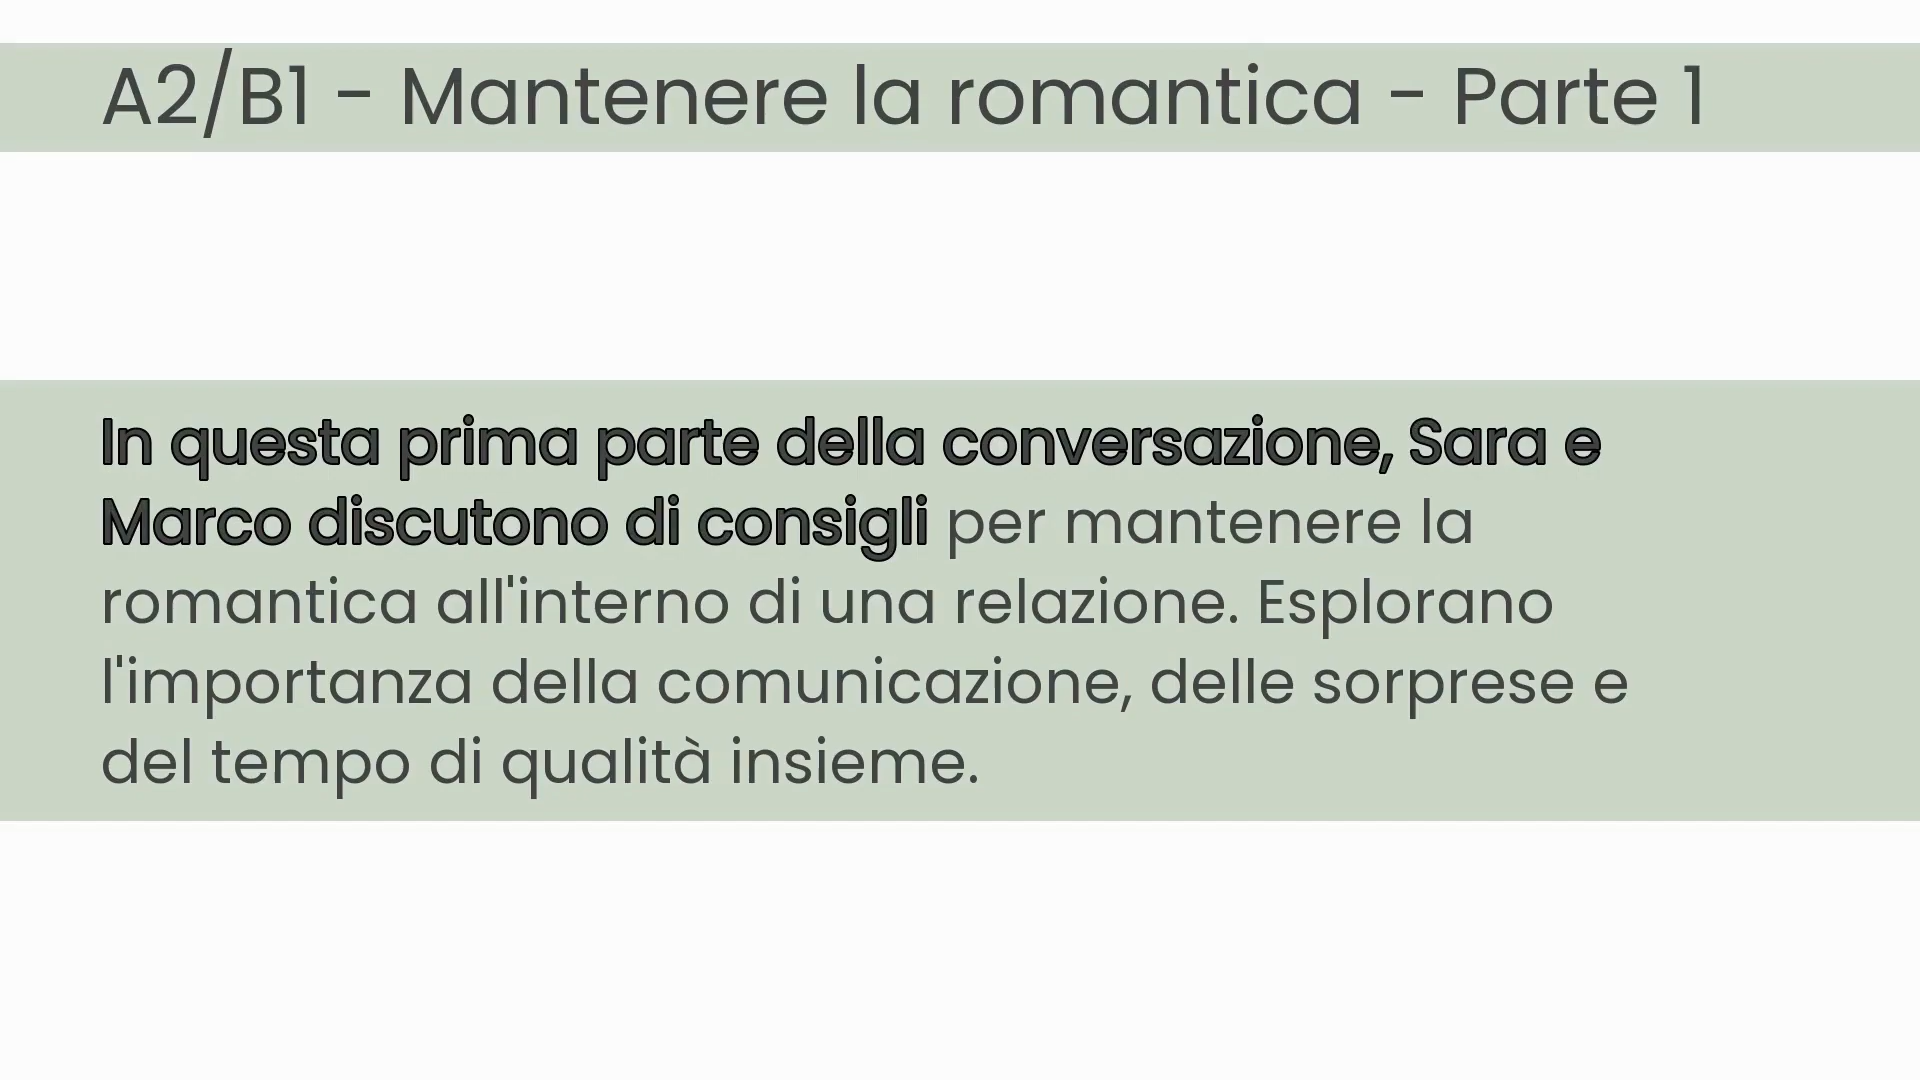 A2/B1 - Mantenere la romantica - Parte 1
In questa prima parte della conversazione, Sara e
Marco discutono di consigli per mantenere la
romantica all'interno di una relazione. Esplorano
l'importanza della comunicazione, delle sorprese e
del tempo di qualità insieme.